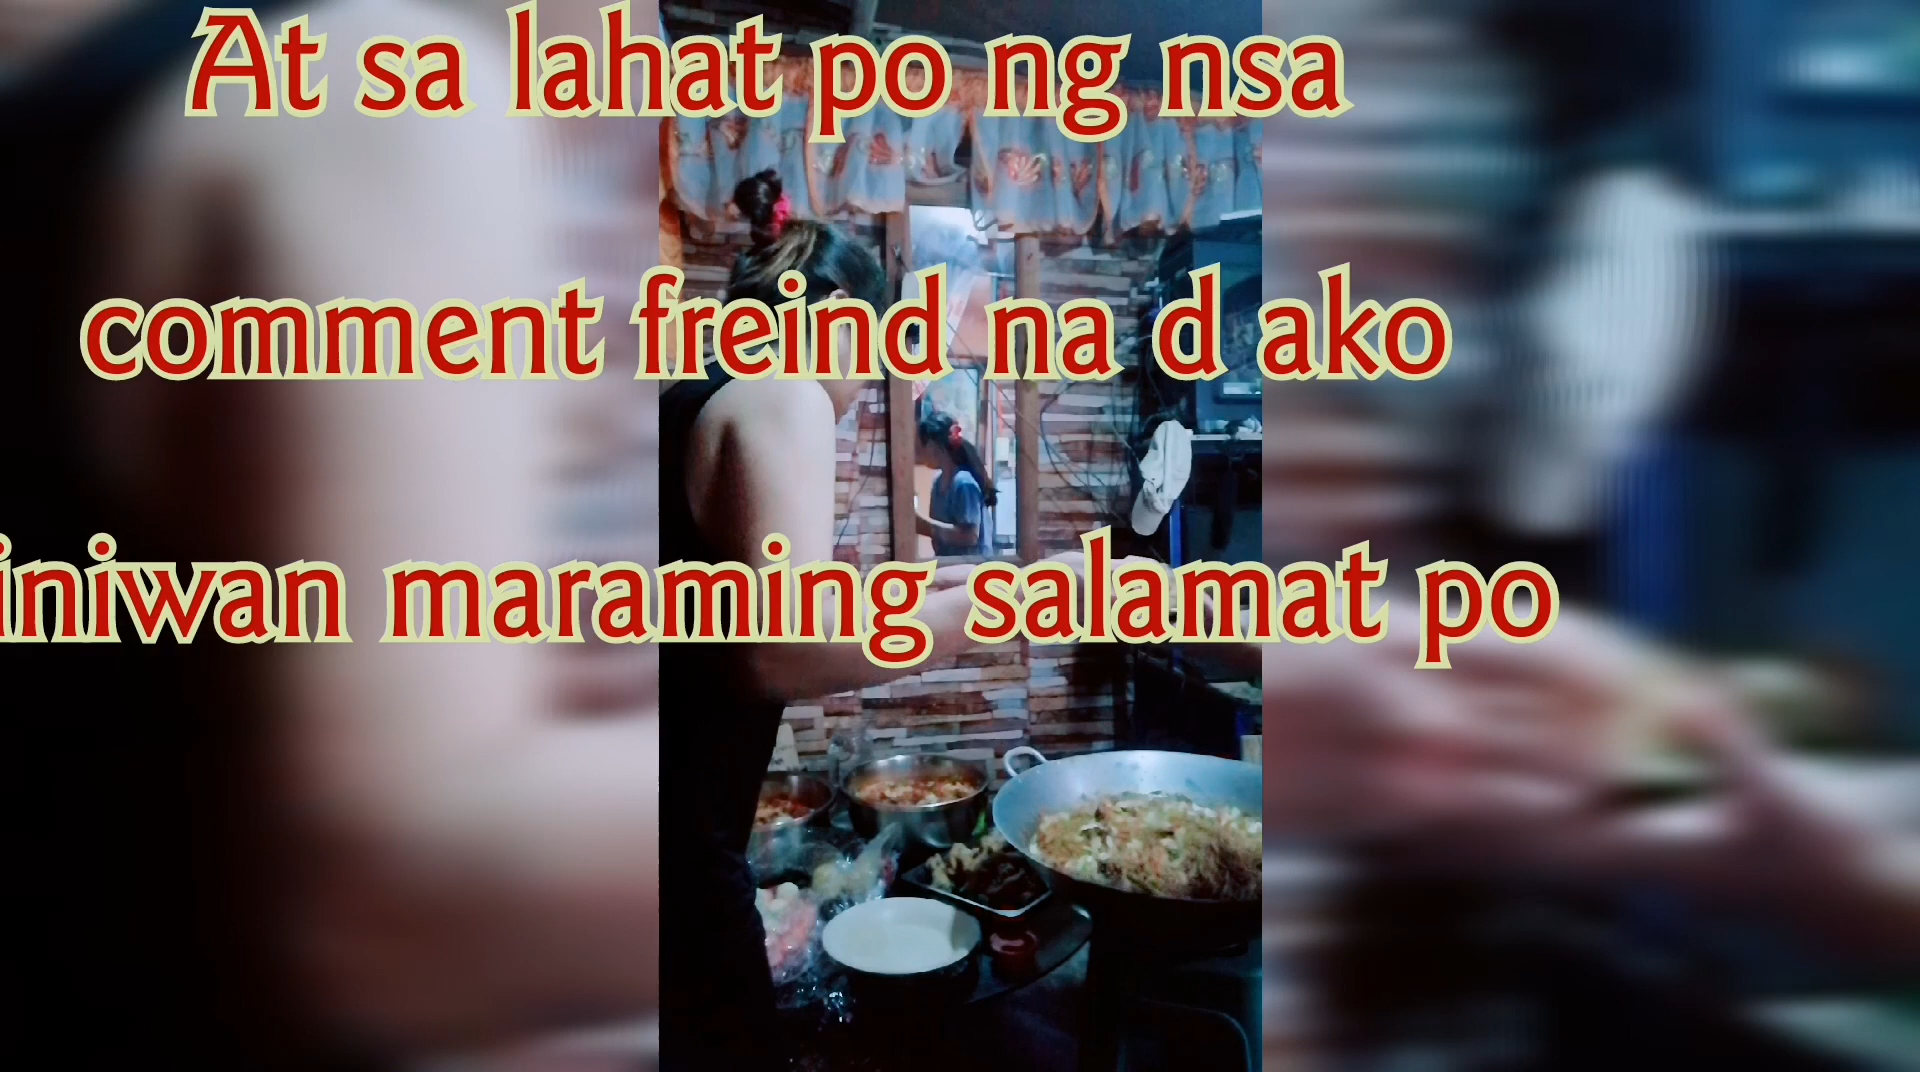 At sa lahat po ng nsa
comment freind na d ako
iniwan maraming salamat po